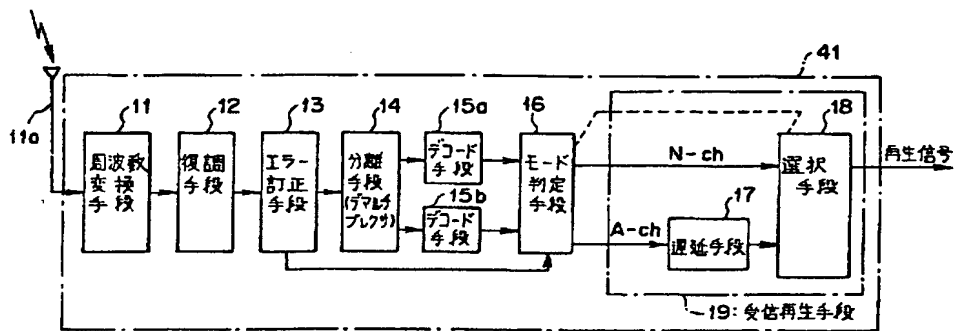 41
11a
11
周波数
変換
手段
12
復調
手段
13
エラー
訂正
手段
14
分離
手段
(デマルチ
プレクサ)
15a
デコード
手段
15b
デコード
手段
16
モード
判定
手段
N-ch
A-ch
17
遅延手段
18
選択
手段
再生信号
19:受信再生手段